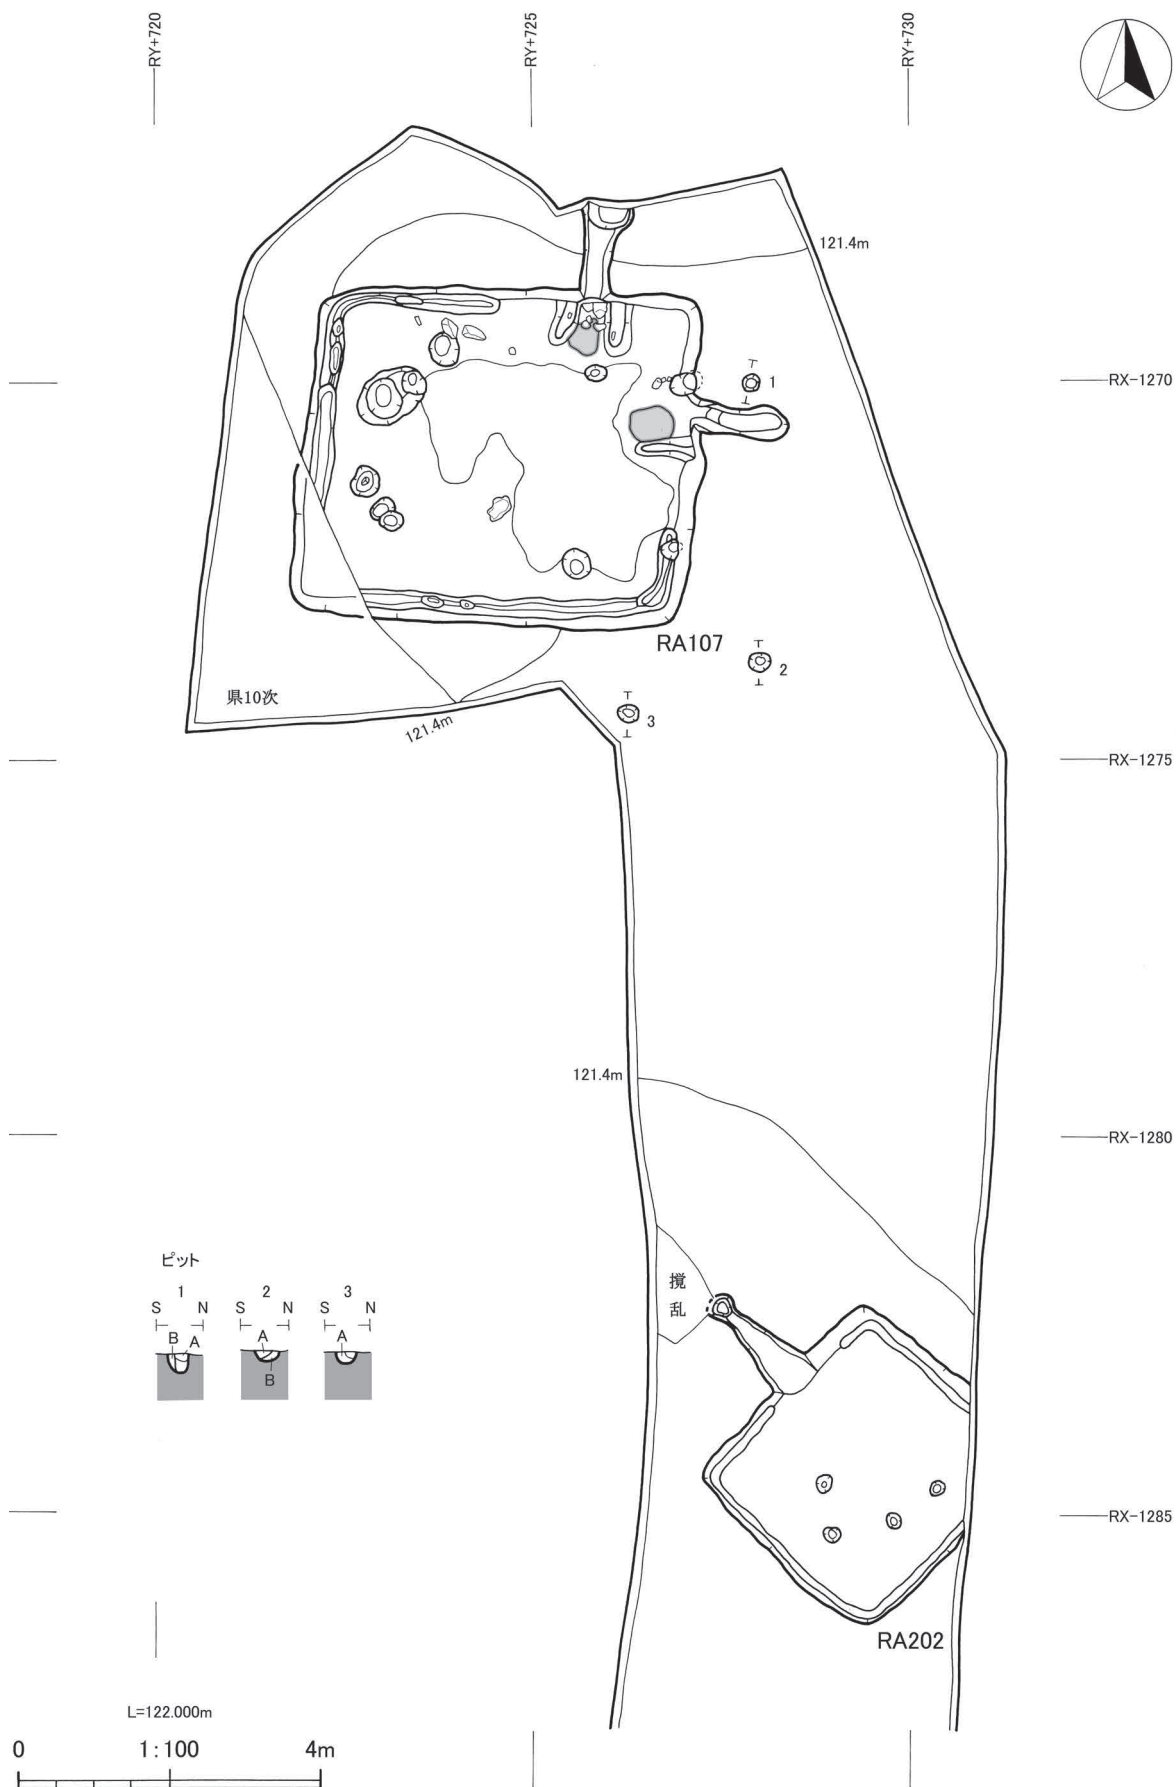 RY+720
RY+725
RY+730
121.4m
RX-1270
1
RA107
2
県10次
3
121.4m
RX-1275
121.4m
RX-1280
ピット
1 2 3
S N S N S N
B A A A
B
撹
乱
RX-1285
RA202
L=122.000m
0 1:100 4m